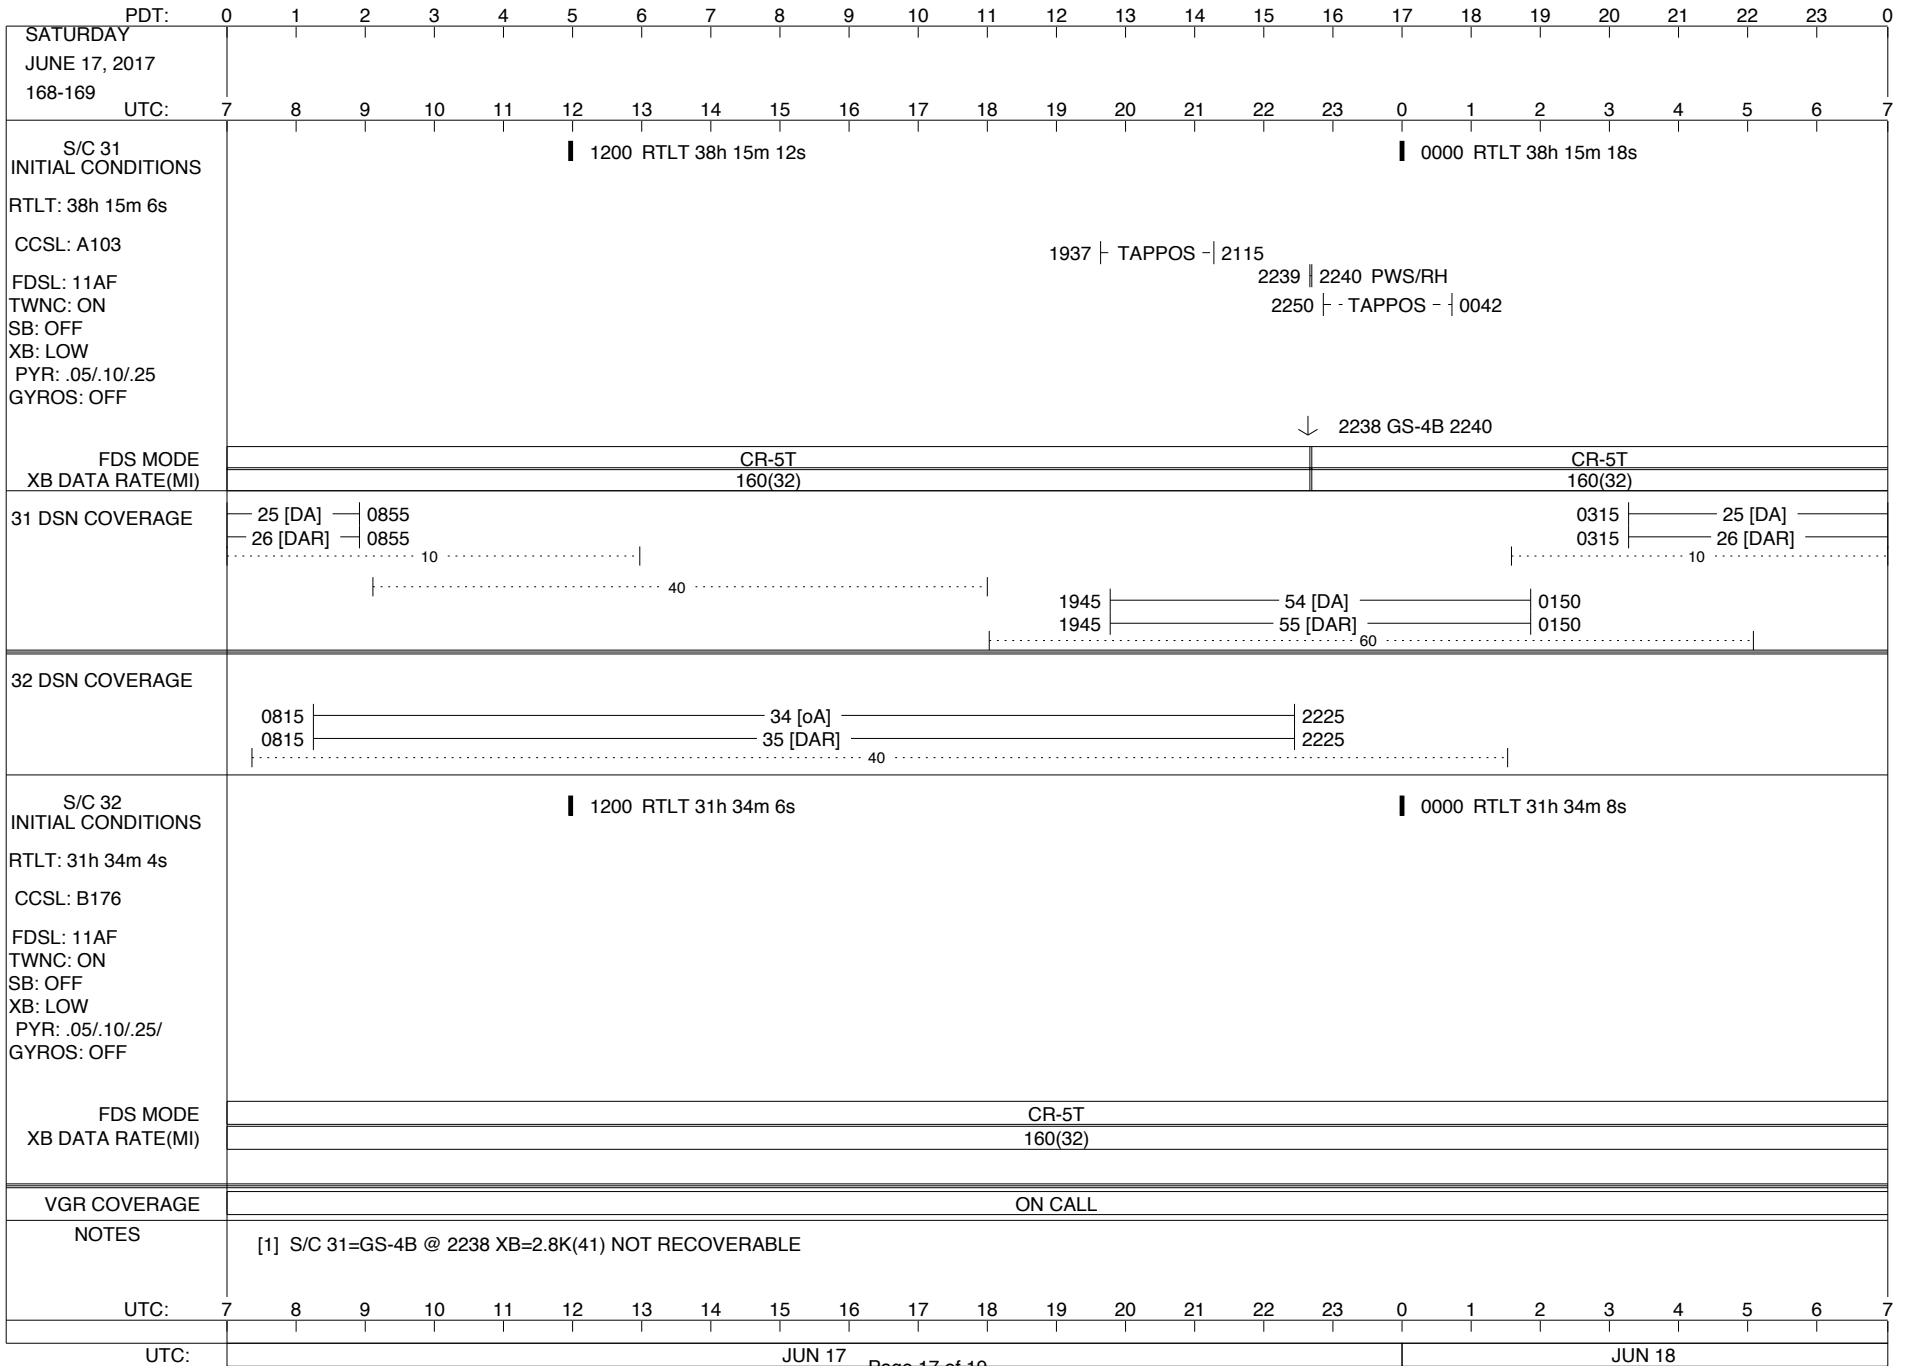 PDT: 0 1 2 3 4 5 6 7 8 9 10 11 12 13 14 15 16 17 18 19 20 21 22 23 0
SATURDAY
JUNE 17, 2017
168-169
UTC: 7 8 9 10 11 12 13 14 15 16 17 18 19 20 21 22 23 0 1 2 3 4 5 6 7
S/C 31
INITIAL CONDITIONS
1200 RTLT 38h 15m 12s
0000 RTLT 38h 15m 18s
RTLT: 38h 15m 6s
CCSL: A103
1937 TAPPOS 2115
FDSL: 11AF
2239 2240 PWS/RH
TWNC: ON
2250 TAPPOS 0042
SB: OFF
XB: LOW
PYR: .05/.10/.25
GYROS: OFF
2238 GS-4B 2240
FDS MODE CR-5T CR-5T
XB DATA RATE(MI) 160(32) 160(32)
31 DSN COVERAGE
25 [DA] 0855
0315 25 [DA]
26 [DAR] 0855
0315 26 [DAR]
10 10
40
1945 54 [DA] 0150
1945 55 [DAR] 0150
60
32 DSN COVERAGE
0815 34 [oA] 2225
0815 35 [DAR] 2225
40
S/C 32
INITIAL CONDITIONS
1200 RTLT 31h 34m 6s
0000 RTLT 31h 34m 8s
RTLT: 31h 34m 4s
CCSL: B176
FDSL: 11AF
TWNC: ON
SB: OFF
XB: LOW
PYR: .05/.10/.25/
GYROS: OFF
FDS MODE CR-5T
XB DATA RATE(MI) 160(32)
VGR COVERAGE ON CALL
NOTES
[1] S/C 31=GS-4B @ 2238 XB=2.8K(41) NOT RECOVERABLE
UTC: 7 8 9 10 11 12 13 14 15 16 17 18 19 20 21 22 23 0 1 2 3 4 5 6 7
UTC: JUN 17 JUN 18
Page 17 of 19